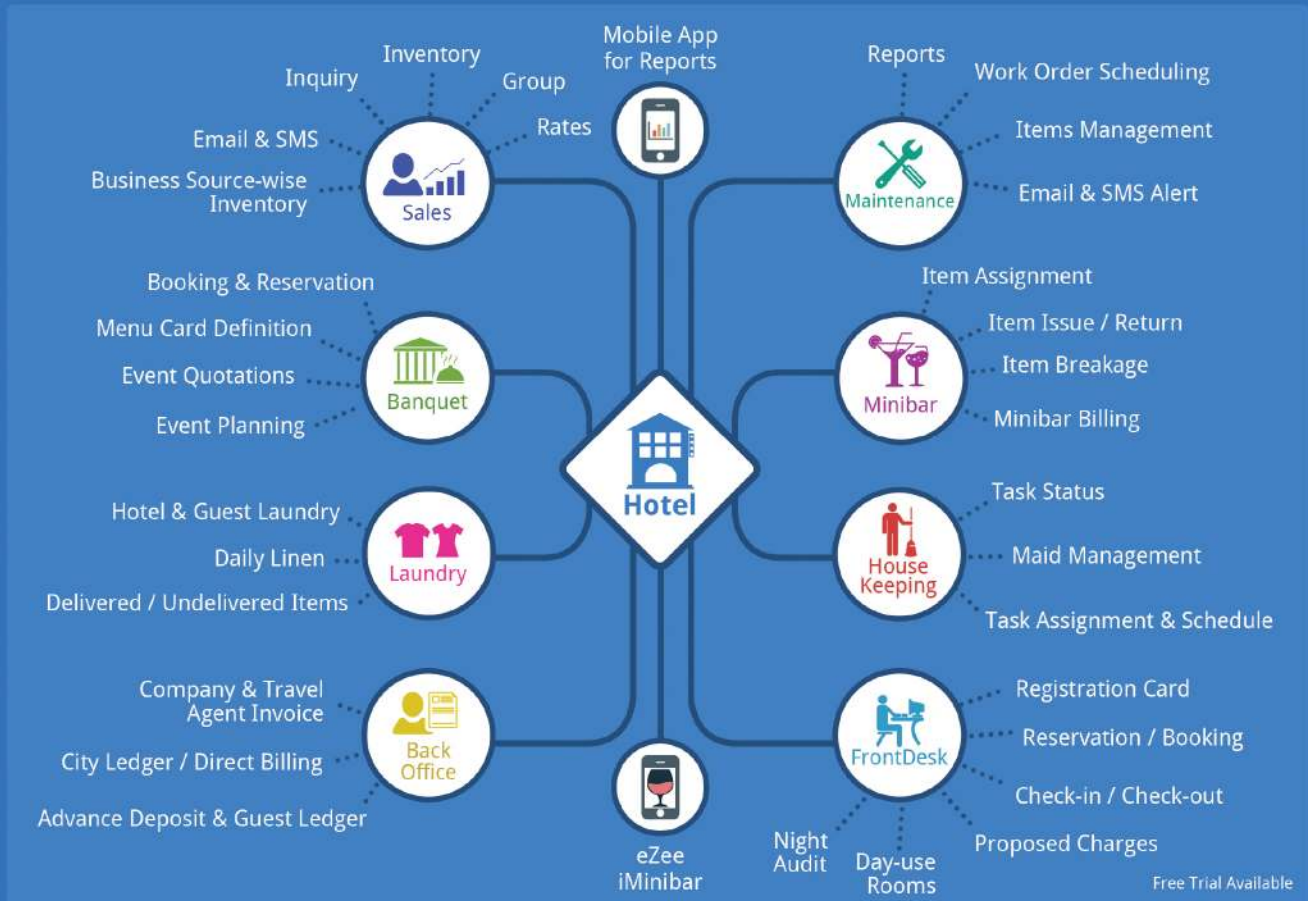 Mobile App
for Reports
Inventory
Inquiry
Group
Email & SMS
Rates
Business Source-wise
Inventory
Sales
Reports
Work Order Scheduling
Items Management
Email & SMS Alert
Maintenance
Booking & Reservation
Menu Card Definition
Event Quotations
Event Planning
Banquet
Item Assignment
Item Issue / Return
Item Breakage
Minibar Billing
Minibar
Hotel
Hotel & Guest Laundry
Daily Linen
Delivered / Undelivered Items
Laundry
Task Status
Maid Management
Task Assignment & Schedule
House
Keeping
Company & Travel
Agent Invoice
City Ledger / Direct Billing
Advance Deposit & Guest Ledger
Back
Office
eZee
iMinibar
Registration Card
Reservation / Booking
Check-in / Check-out
Proposed Charges
Day-use
Rooms
Night
Audit
FrontDesk
Free Trial Available